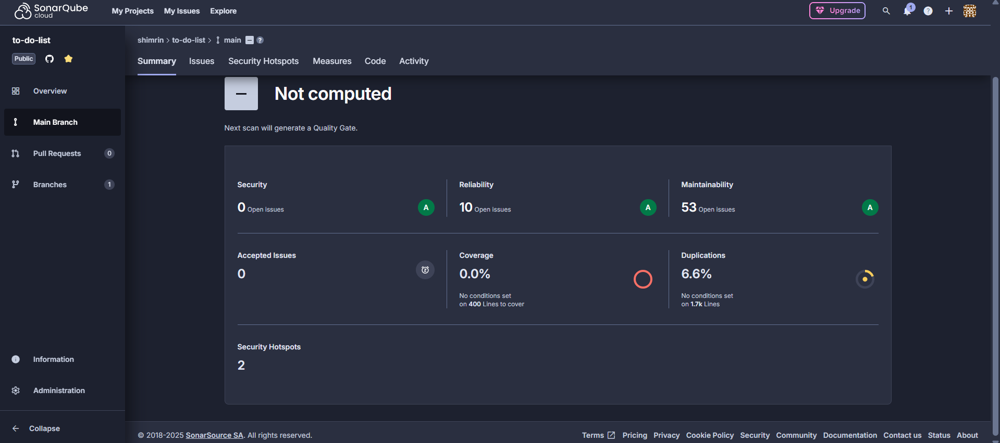 SonarQube cloud
My Projects My Issues Explore
Upgrade
1
to-do-list
Public
Overview
Main Branch
Pull Requests 0
Branches 1
Information
Administration
Collapse
shimrin > to-do-list > main
Summary Issues Security Hotspots Measures Code Activity
Not computed
Next scan will generate a Quality Gate.
Security
0 Open issues A
Reliability
10 Open issues A
Maintainability
53 Open issues A
Accepted Issues
0
Coverage
0.0%
No conditions set
on 400 Lines to cover
Duplications
6.6%
No conditions set
on 1.7k Lines
Security Hotspots
2
© 2018-2025 SonarSource SA. All rights reserved.
Terms Pricing Privacy Cookie Policy Security Community Documentation Contact us Status About